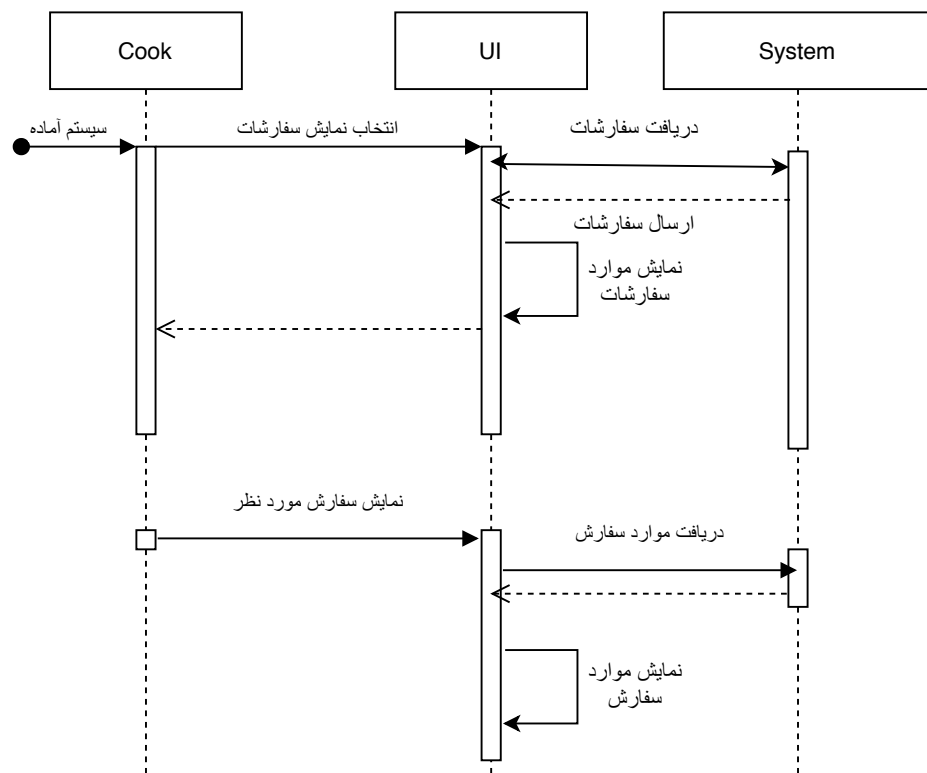 Cook
UI
System
سیستم آماده
انتخاب نمایش سفارشات
دریافت سفارشات
ارسال سفارشات
نمایش موارد
سفارشات
نمایش سفارش مورد نظر
دریافت موارد سفارش
نمایش موارد
سفارش